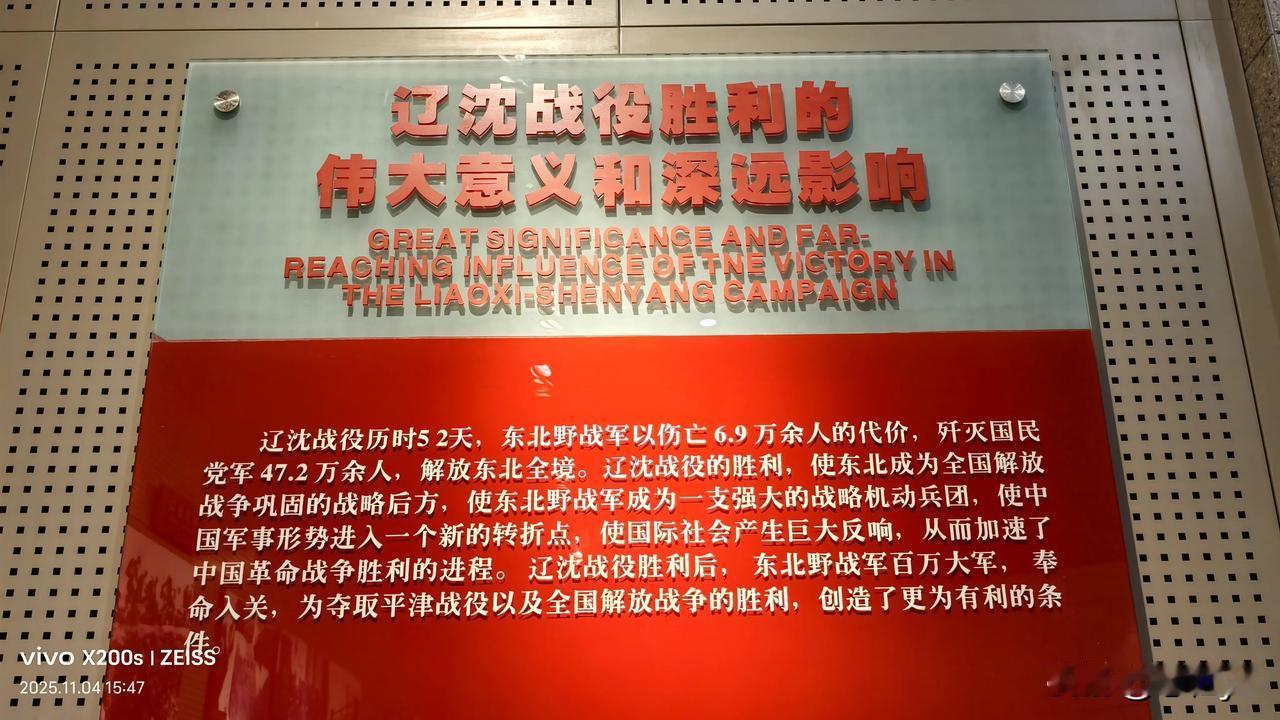 辽沈战役胜利的
伟大意义和深远影响
GREAT SIGNIFICANCE AND FAR-
REACHING INFLUENCE OF TNE VICTORY IN
THE LIAOXI-SHENYANG CAMPAIGN
辽沈战役历时5 2天，东北野战军以伤亡 6.9 万余人的代价，歼灭国民
党军 47.2 万余人，解放东北全境。辽沈战役的胜利，使东北成为全国解放
战争巩固的战略后方，使东北野战军成为一支强大的战略机动兵团，使中
国军事形势进入一个新的转折点，使国际社会产生巨大反响，从而加速了
中国革命战争胜利的进程。 辽沈战役胜利后， 东北野战军百万大军， 奉
命入关，为夺取平津战役以及全国解放战争的胜利，创造了更为有利的条
件。
vivo X200s | ZEISS
2025.11.04 15:47